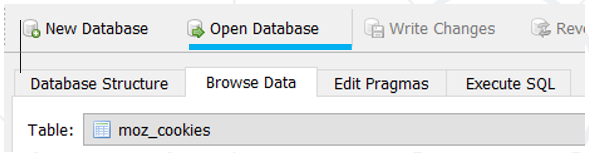 New Database Open Database Write Changes
Database Structure Browse Data Edit Pragmas Execute SQL
Table: moz_cookies